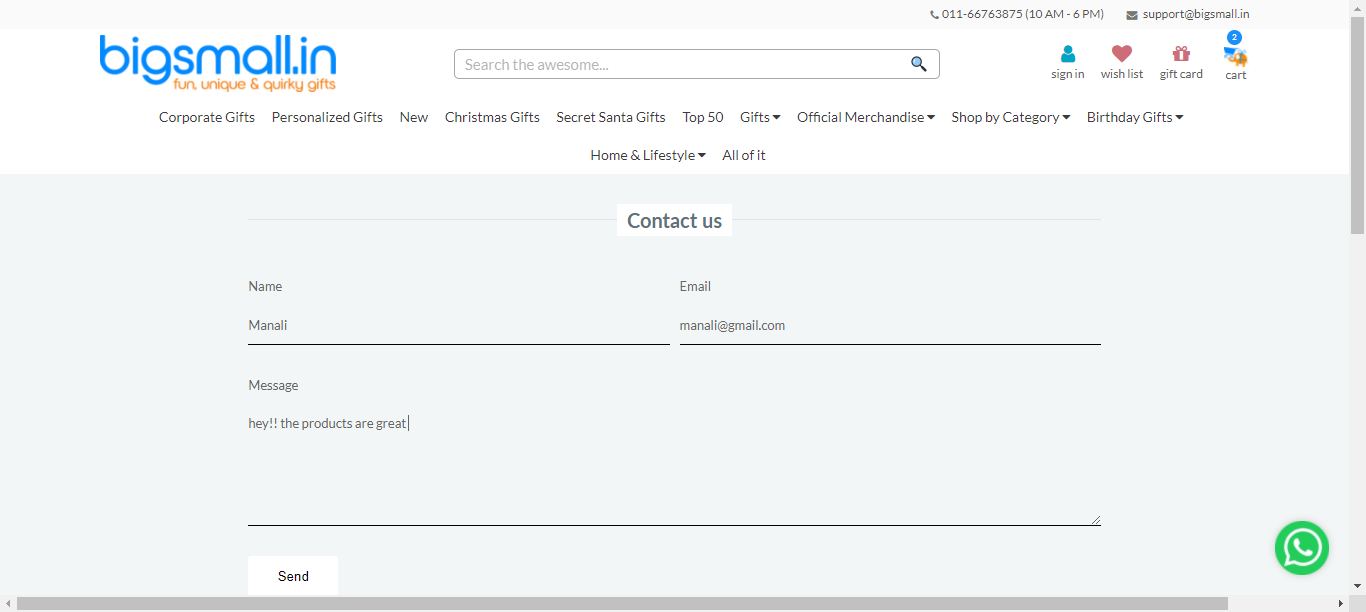 011-66763875 (10 AM - 6 PM) support@bigsmall.in
bigsmall.in
fun, unique & quirky gifts
Search the awesome...
sign in
wish list
gift card
2
cart
Corporate Gifts Personalized Gifts New Christmas Gifts Secret Santa Gifts Top 50 Gifts Official Merchandise Shop by Category Birthday Gifts
Home & Lifestyle All of it
Contact us
Name Email
Manali manali@gmail.com
Message
hey!! the products are great
Send